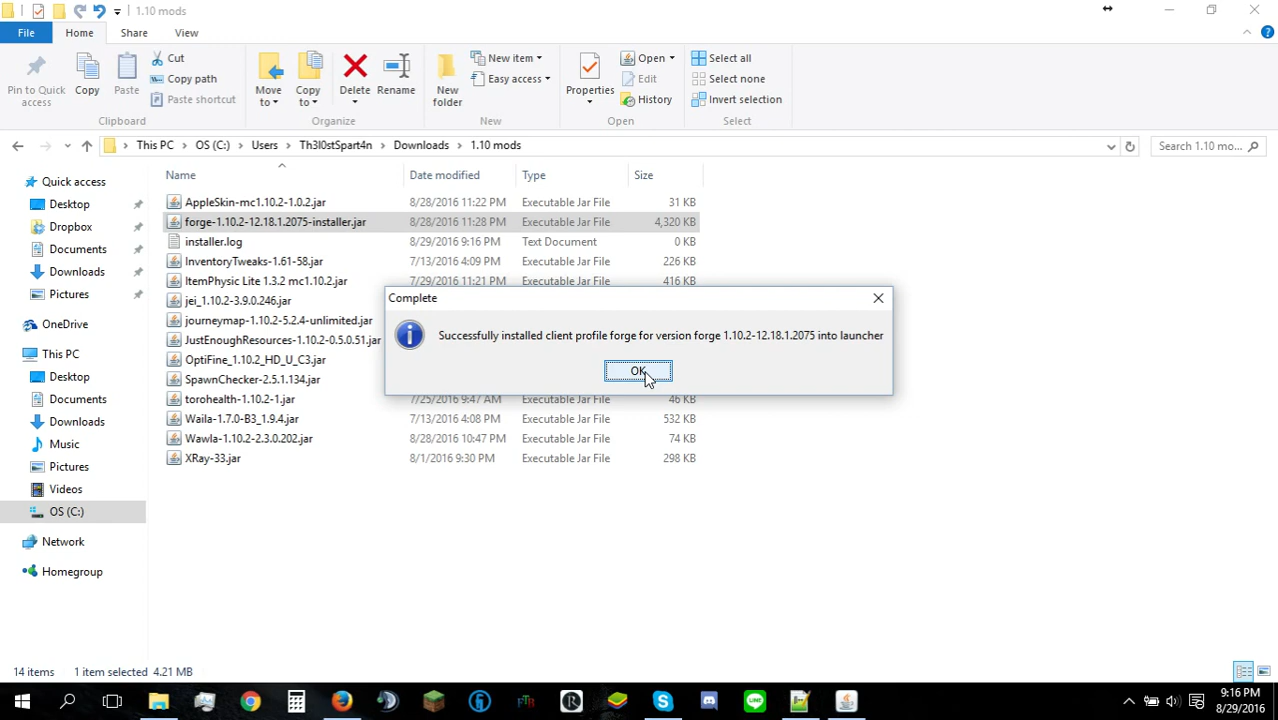 1.10 mods
File
Home
Share
View
Pin to Quick access
Copy
Paste
Cut
Copy path
Paste shortcut
Clipboard
Move to
Copy to
Delete
Rename
Organize
New folder
New item
Easy access
New
Properties
Open
Edit
History
Open
Select all
Select none
Invert selection
Select
This PC
OS (C:)
Users
Th3l0stSpart4n
Downloads
1.10 mods
Search 1.10 mo...
Name
Date modified
Type
Size
Quick access
Desktop
Dropbox
Documents
Downloads
Pictures
OneDrive
This PC
Desktop
Documents
Downloads
Music
Pictures
Videos
OS (C:)
Network
Homegroup
AppleSkin-mc1.10.2-1.0.2.jar 8/28/2016 11:22 PM Executable Jar File 31 KB
forge-1.10.2-12.18.1.2075-installer.jar 8/28/2016 11:28 PM Executable Jar File 4,320 KB
installer.log 8/29/2016 9:16 PM Text Document 0 KB
InventoryTweaks-1.61-58.jar 7/13/2016 4:09 PM Executable Jar File 226 KB
ItemPhysic Lite 1.3.2 mc1.10.2.jar 7/29/2016 11:21 PM Executable Jar File 416 KB
jei_1.10.2-3.9.0.246.jar
journeymap-1.10.2-5.2.4-unlimited.jar
JustEnoughResources-1.10.2-0.5.0.51.jar
OptiFine_1.10.2_HD_U_C3.jar
SpawnChecker-2.5.1.134.jar
torohealth-1.10.2-1.jar 7/25/2016 9:47 AM Executable Jar File 46 KB
Waila-1.7.0-B3_1.9.4.jar 7/13/2016 4:08 PM Executable Jar File 532 KB
Wawla-1.10.2-2.3.0.202.jar 8/28/2016 10:47 PM Executable Jar File 74 KB
XRay-33.jar 8/1/2016 9:30 PM Executable Jar File 298 KB
Complete
Successfully installed client profile forge for version forge 1.10.2-12.18.1.2075 into launcher
OK
14 items 1 item selected 4.21 MB
9:16 PM
8/29/2016